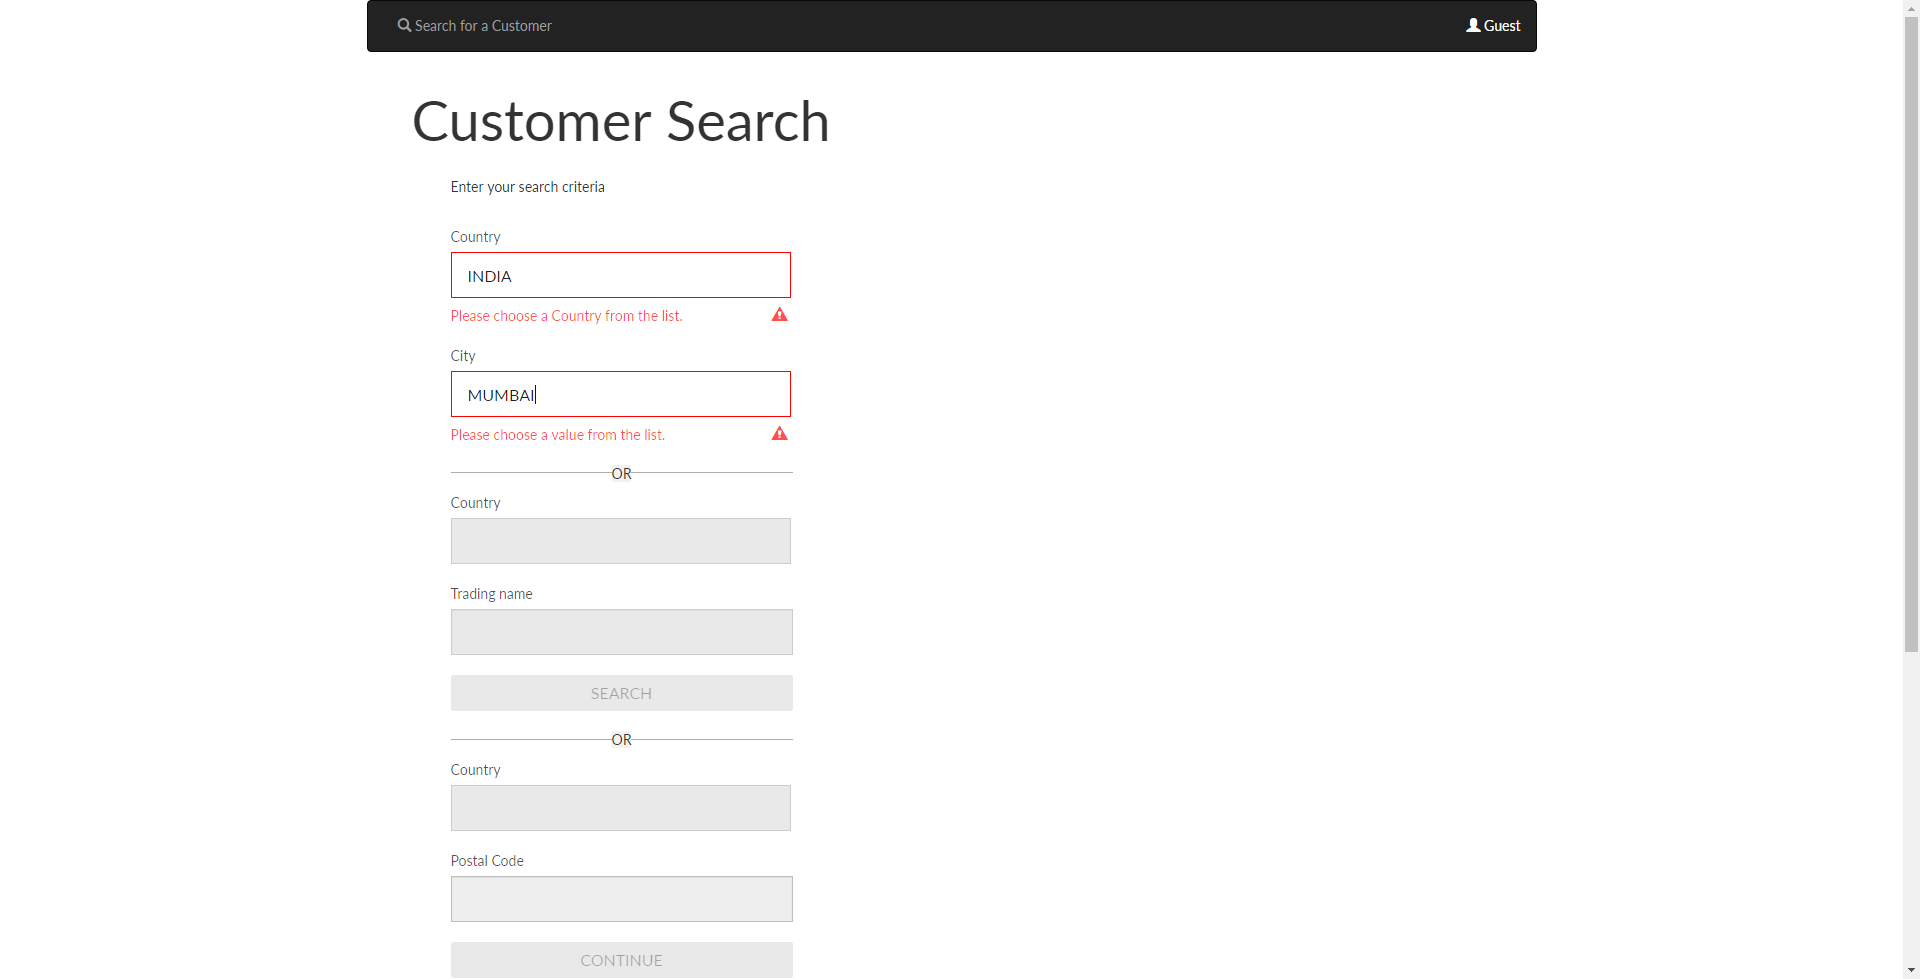 Search for a Customer
Guest
Customer Search
Enter your search criteria
Country
INDIA
Please choose a Country from the list.
City
MUMBAI
Please choose a value from the list.
OR
Country
Trading name
SEARCH
OR
Country
Postal Code
CONTINUE